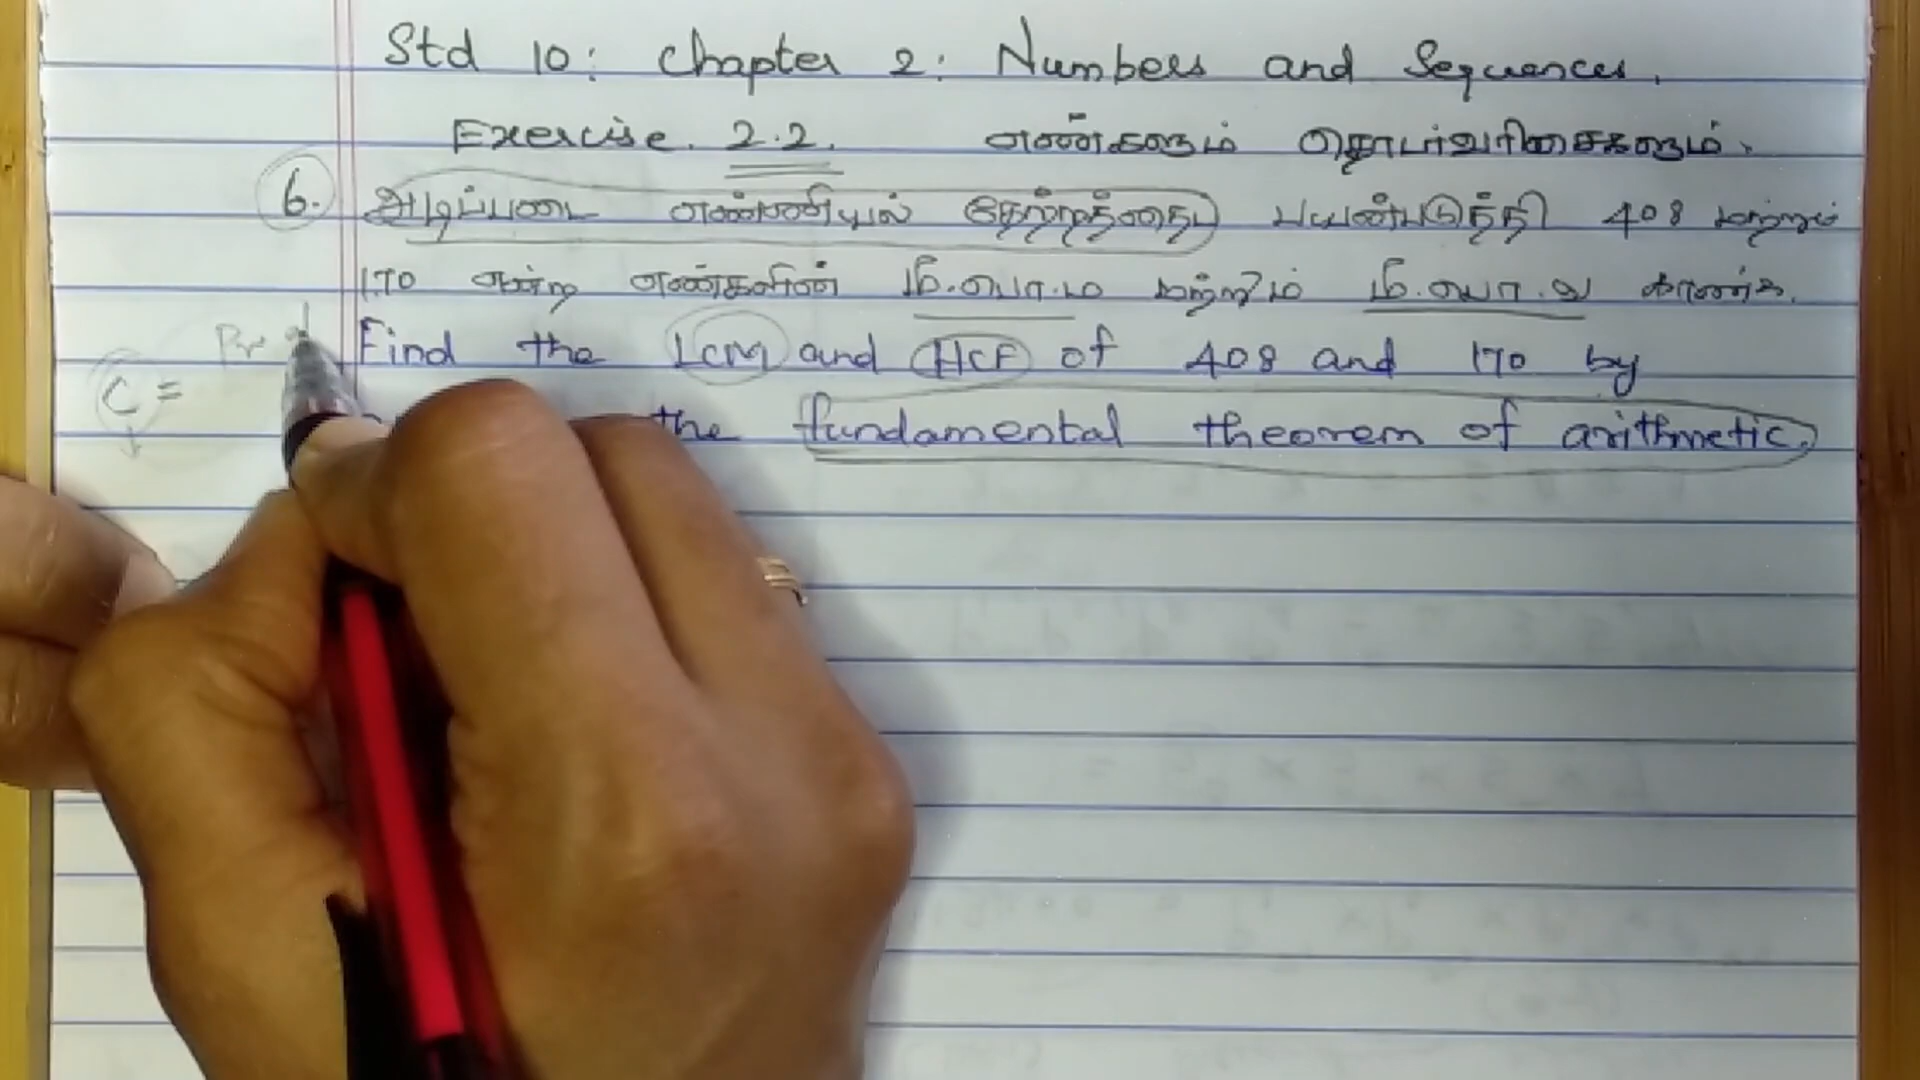 Std 10: Chapter 2: Numbers and Sequences.
Exercise. 2.2. எண்களும் தொடர்வரிசைகளும்.
6. அடிப்படை எண்ணியல் தேற்றத்தைப் பயன்படுத்தி 408 மற்றும்
170 என்ற எண்களின் மீ.பொ.ம மற்றும் மீ.பொ.வ காண்க.
Find the LCM and HCF of 408 and 170 by
the fundamental theorem of arithmetic.
C =